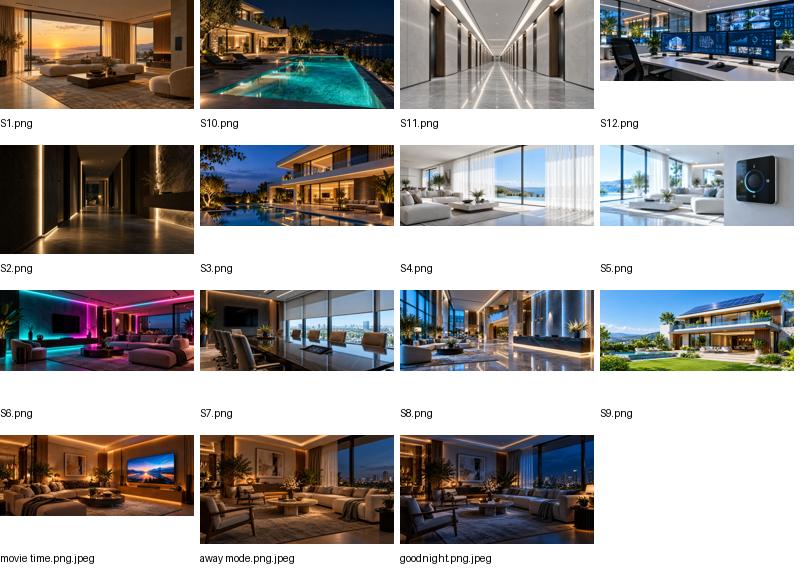 S1.png
S10.png
S11.png
S12.png
S2.png
S3.png
S4.png
S5.png
S6.png
S7.png
S8.png
S9.png
movie time.png.jpeg
away mode.png.jpeg
goodnight.png.jpeg